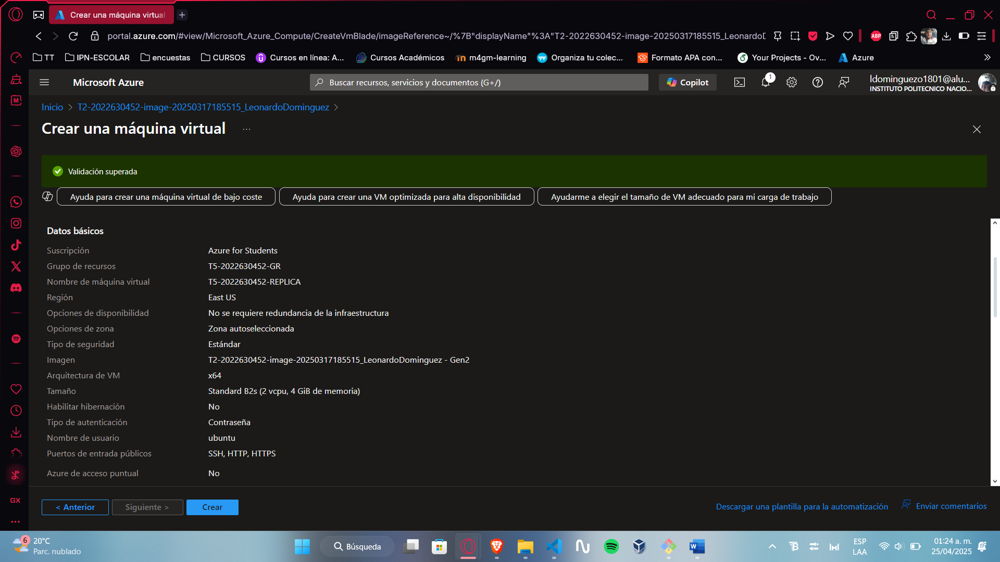 Crear una máquina virtual
portal.azure.com/#view/Microsoft_Azure_Compute/CreateVmBlade/imageReference~/%7B"displayName"%3A"T2-2022630452-image-20250317185515_LeonardoD
ABP
TT
IPN-ESCOLAR
encuestas
CURSOS
Cursos en línea: A...
Cursos Académicos
m4gm-learning
Organiza tu colec...
Formato APA con...
Your Projects - Ov...
Azure
Microsoft Azure
Buscar recursos, servicios y documentos (G+/)
Copilot
1
ldominguezo1801@alu...
INSTITUTO POLITECNICO NACIO...
Inicio > T2-2022630452-image-20250317185515_LeonardoDominguez >
Crear una máquina virtual ...
Validación superada
Ayuda para crear una máquina virtual de bajo coste
Ayuda para crear una VM optimizada para alta disponibilidad
Ayudarme a elegir el tamaño de VM adecuado para mi carga de trabajo
Datos básicos
Suscripción Azure for Students
Grupo de recursos T5-2022630452-GR
Nombre de máquina virtual T5-2022630452-REPLICA
Región East US
Opciones de disponibilidad No se requiere redundancia de la infraestructura
Opciones de zona Zona autoseleccionada
Tipo de seguridad Estándar
Imagen T2-2022630452-image-20250317185515_LeonardoDominguez - Gen2
Arquitectura de VM x64
Tamaño Standard B2s (2 vcpu, 4 GiB de memoria)
Habilitar hibernación No
Tipo de autenticación Contraseña
Nombre de usuario ubuntu
Puertos de entrada públicos SSH, HTTP, HTTPS
Azure de acceso puntual No
< Anterior
Siguiente >
Crear
Descargar una plantilla para la automatización
Enviar comentarios
GX
6
20°C
Parc. nublado
Búsqueda
ESP
LAA
01:24 a. m.
25/04/2025